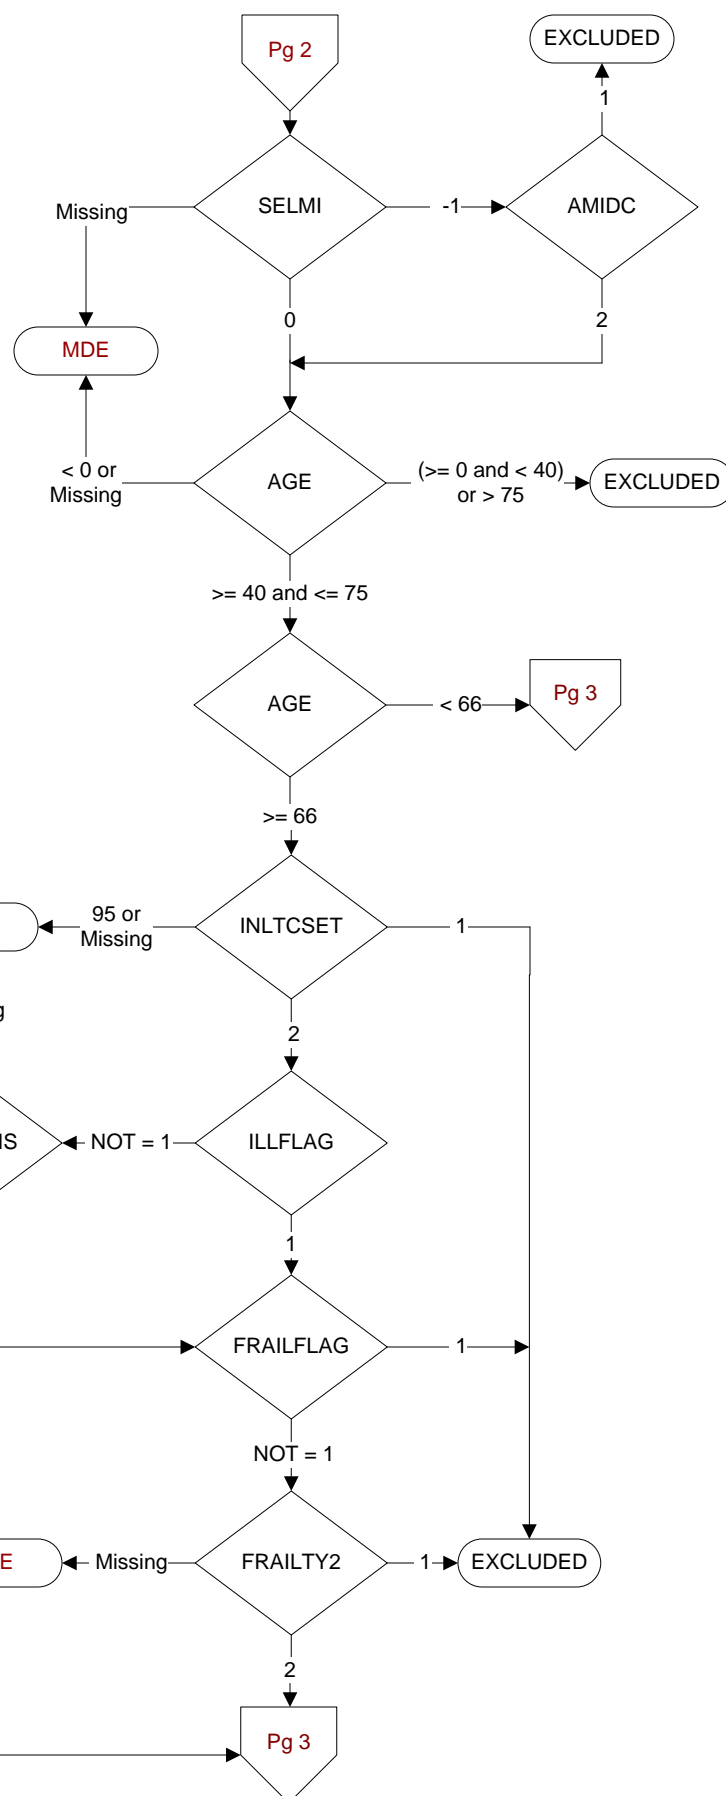 Pg 2
EXCLUDED
1
SELMI
-1
AMIDC
Missing
0
2
MDE
AGE
< 0 or
Missing
(>= 0 and < 40)
or > 75
EXCLUDED
>= 40 and <= 75
AGE
< 66
Pg 3
>= 66
95 or
Missing
INLTCSET
1
2
g
IS
NOT = 1
ILLFLAG
1
FRAILFLAG
1
NOT = 1
E
Missing
FRAILTY2
1
EXCLUDED
2
Pg 3